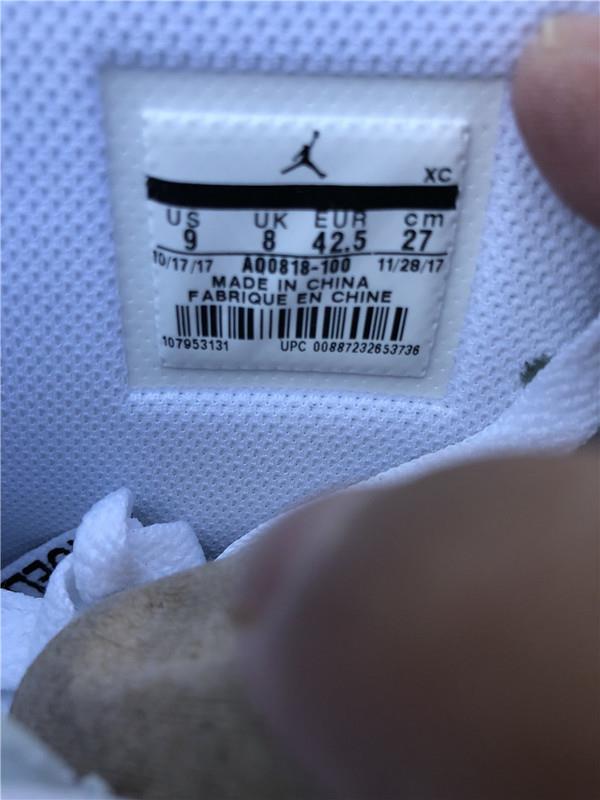 XC
US UK EUR cm
9 8 42.5 27
10/17/17 AQ0818-100 11/28/17
MADE IN CHINA
FABRIQUE EN CHINE
107953131 UPC 00887232653736